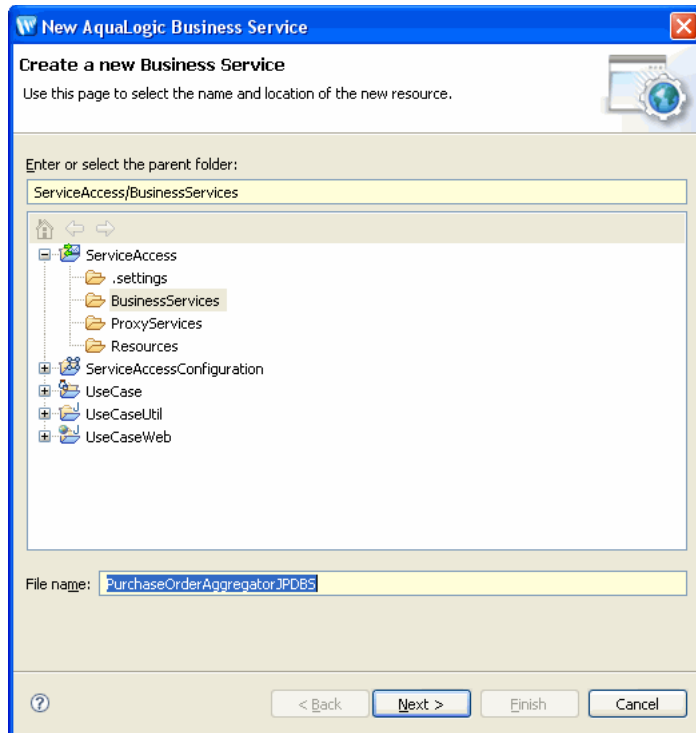 New AquaLogic Business Service
Create a new Business Service
Use this page to select the name and location of the new resource.
Enter or select the parent folder:
ServiceAccess/BusinessServices
ServiceAccess
.settings
BusinessServices
ProxyServices
Resources
ServiceAccessConfiguration
UseCase
UseCaseUtil
UseCaseWeb
File name: PurchaseOrderAggregatorJPDBS
? < Back Next > Finish Cancel